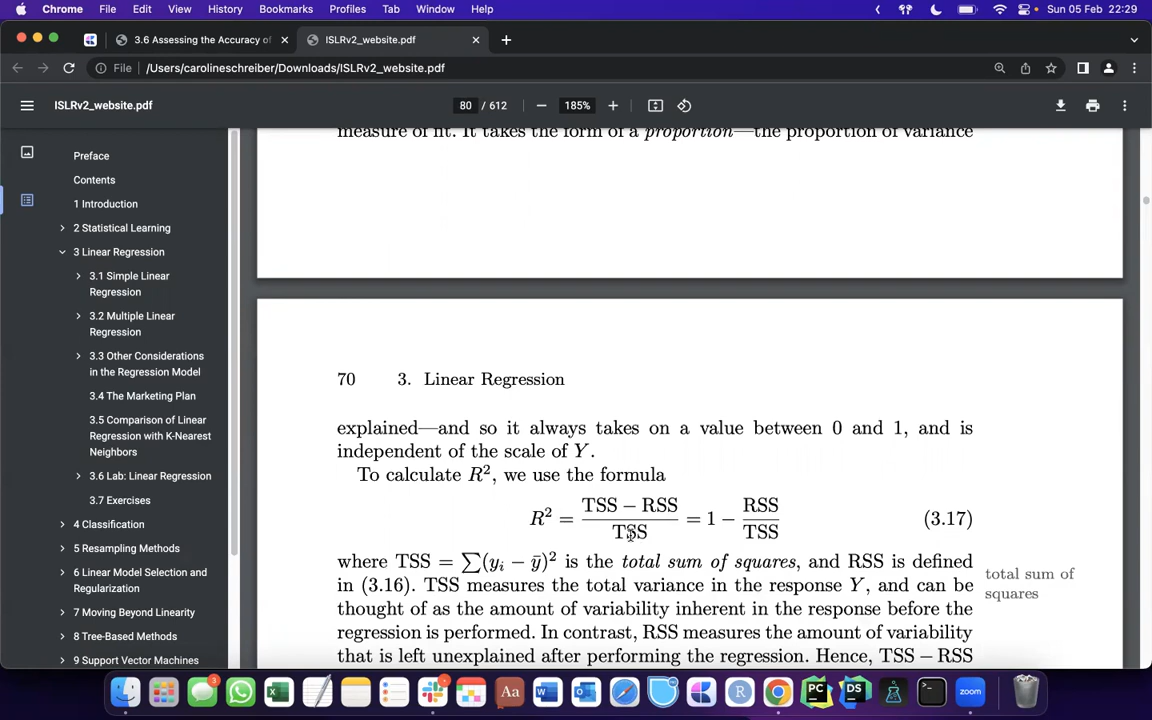 Chrome File Edit View History Bookmarks Profiles Tab Window Help Sun 05 Feb 22:29
3.6 Assessing the Accuracy of ISLRv2_website.pdf
File /Users/carolineschreiber/Downloads/ISLRv2_website.pdf
ISLRv2_website.pdf 80 / 612 185%
Preface
Contents
1 Introduction
2 Statistical Learning
3 Linear Regression
3.1 Simple Linear
Regression
3.2 Multiple Linear
Regression
3.3 Other Considerations
in the Regression Model
3.4 The Marketing Plan
3.5 Comparison of Linear
Regression with K-Nearest
Neighbors
3.6 Lab: Linear Regression
3.7 Exercises
4 Classification
5 Resampling Methods
6 Linear Model Selection and
Regularization
7 Moving Beyond Linearity
8 Tree-Based Methods
9 Support Vector Machines
measure of fit. It takes the form of a proportion—the proportion of variance
70 3. Linear Regression
explained—and so it always takes on a value between 0 and 1, and is
independent of the scale of Y.
To calculate R², we use the formula
R² = TSS − RSS / TSS = 1 − RSS / TSS (3.17)
where TSS = ∑(yᵢ − ȳ)² is the total sum of squares, and RSS is defined
total sum of
squares
in (3.16). TSS measures the total variance in the response Y, and can be
thought of as the amount of variability inherent in the response before the
regression is performed. In contrast, RSS measures the amount of variability
that is left unexplained after performing the regression. Hence, TSS − RSS
3
Aa
W
R
PC
DS
zoom